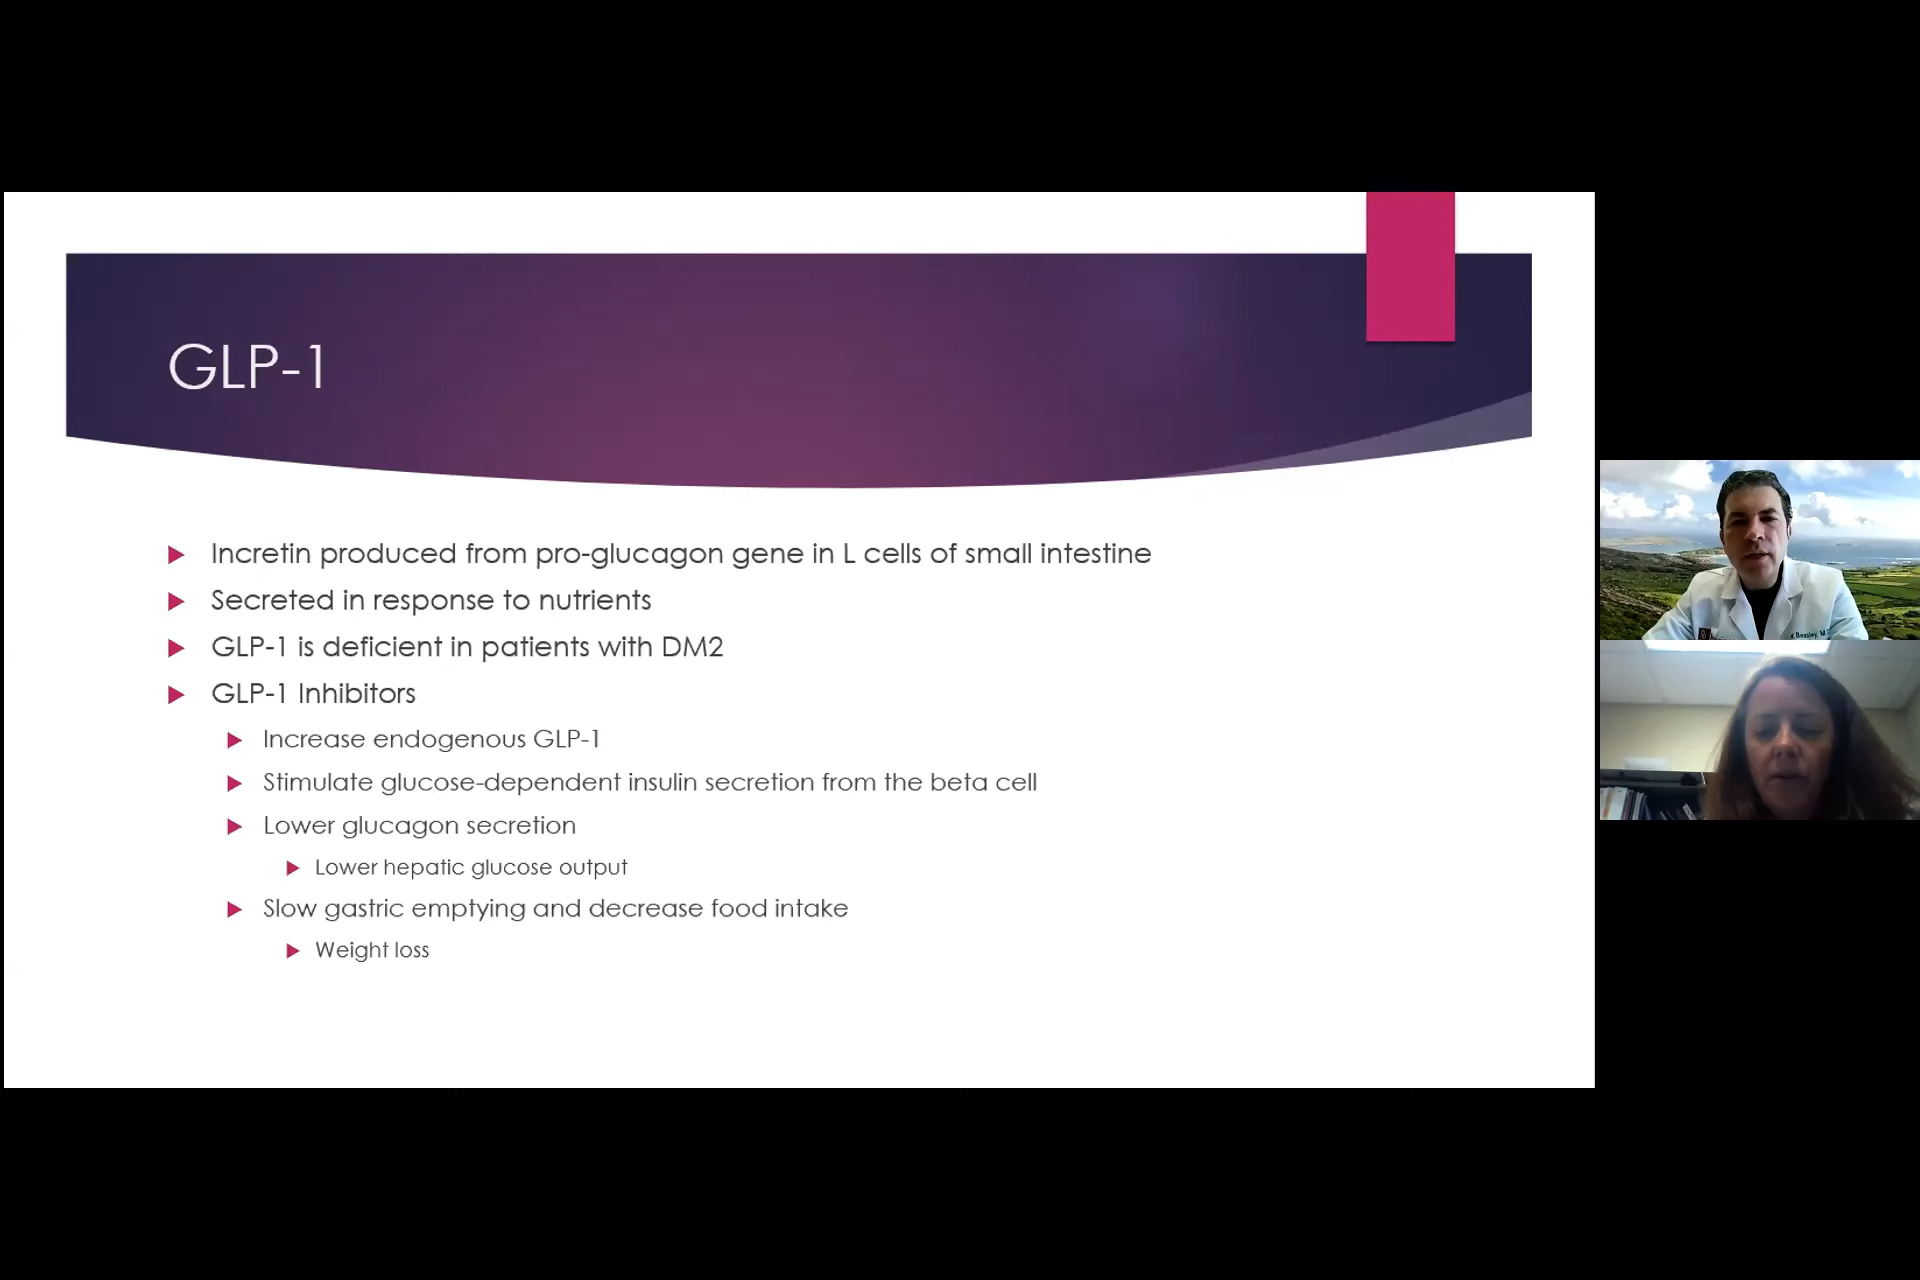 GLP-1
Incretin produced from pro-glucagon gene in L cells of small intestine
Secreted in response to nutrients
GLP-1 is deficient in patients with DM2
GLP-1 Inhibitors
Increase endogenous GLP-1
Stimulate glucose-dependent insulin secretion from the beta cell
Lower glucagon secretion
Lower hepatic glucose output
Slow gastric emptying and decrease food intake
Weight loss
Beasley, M.